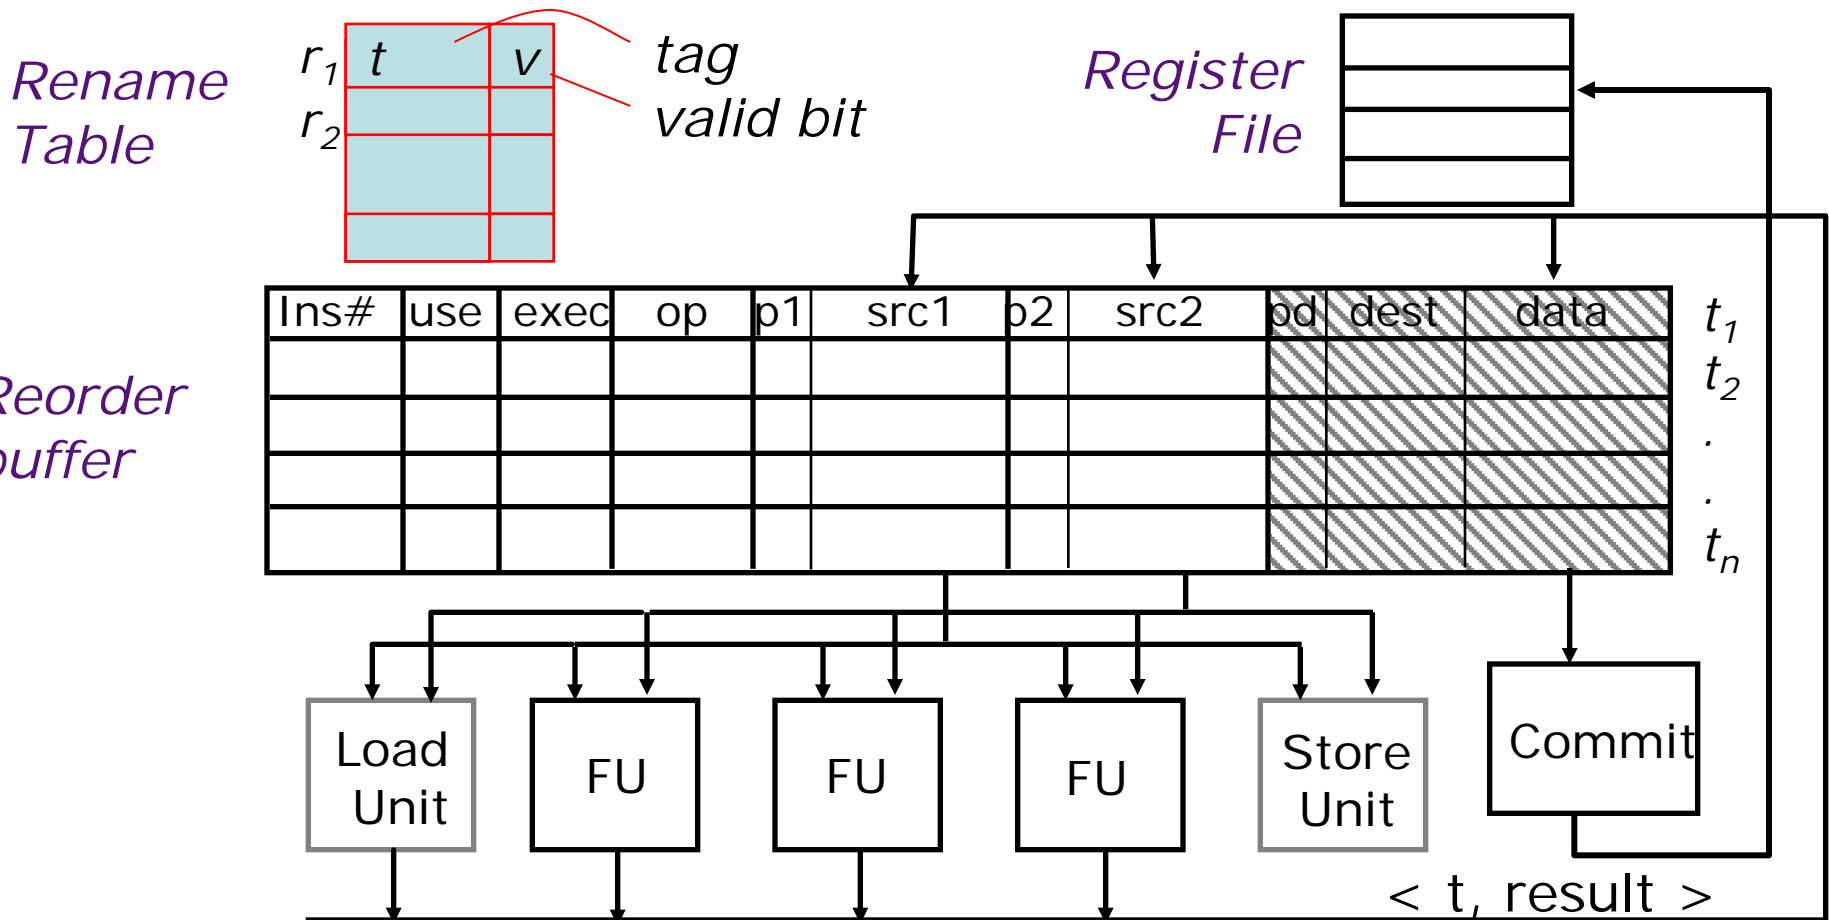 Rename Table
r1 t v
r2
tag
valid bit
Register File
Ins# use exec op p1 src1 p2 src2 pd dest data
t1
t2
.
.
tn
Reorder buffer
Load Unit
FU
FU
FU
Store Unit
Commit
< t, result >